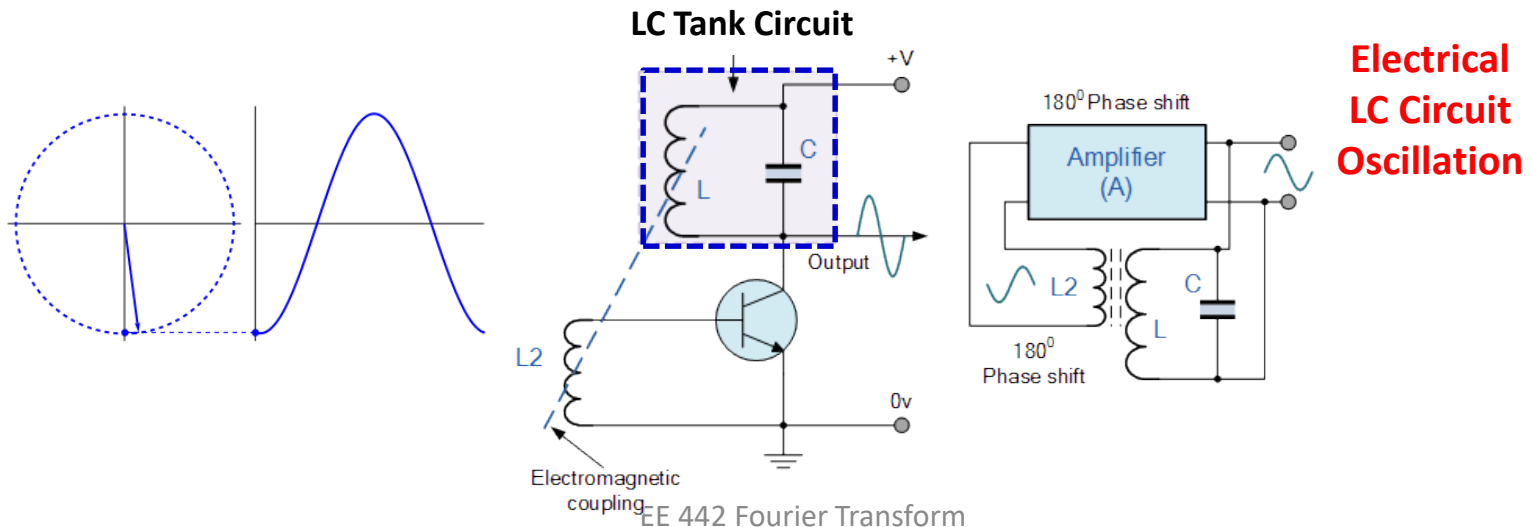 LC Tank Circuit
+V
C
L
Output
L2
0v
Electromagnetic
coupling
180⁰ Phase shift
Amplifier
(A)
L2
C
L
180⁰
Phase shift
Electrical
LC Circuit
Oscillation
EE 442 Fourier Transform